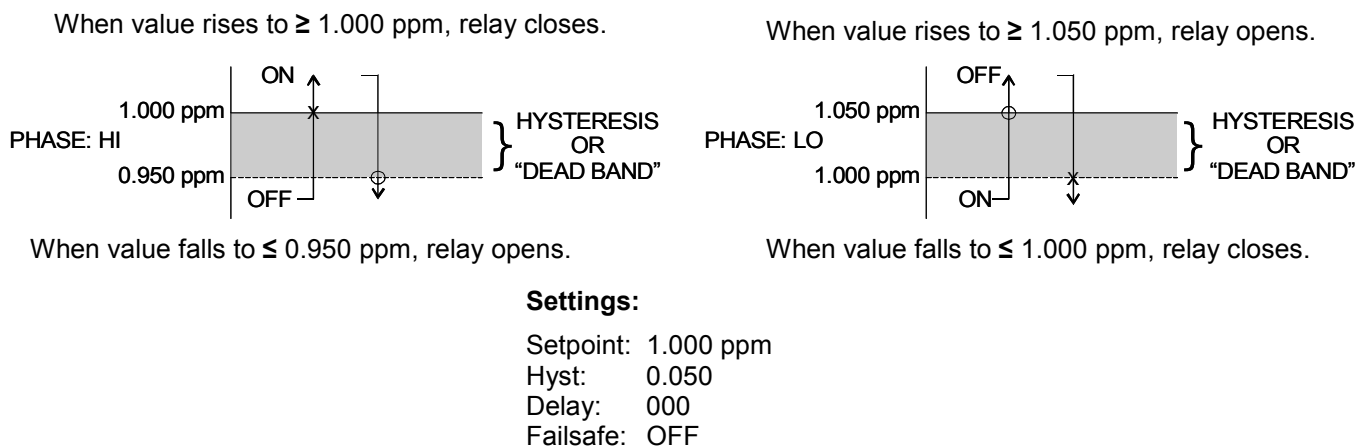 When value rises to ≥ 1.000 ppm, relay closes.
ON
1.000 ppm
PHASE: HI
0.950 ppm
OFF
HYSTERESIS
OR
“DEAD BAND”
When value falls to ≤ 0.950 ppm, relay opens.
When value rises to ≥ 1.050 ppm, relay opens.
OFF
1.050 ppm
PHASE: LO
1.000 ppm
ON
HYSTERESIS
OR
“DEAD BAND”
When value falls to ≤ 1.000 ppm, relay closes.
Settings:
Setpoint: 1.000 ppm
Hyst: 0.050
Delay: 000
Failsafe: OFF